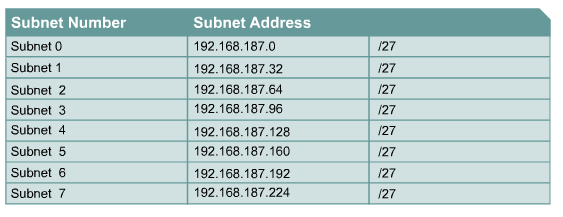 Subnet Number Subnet Address
Subnet 0 192.168.187.0 /27
Subnet 1 192.168.187.32 /27
Subnet 2 192.168.187.64 /27
Subnet 3 192.168.187.96 /27
Subnet 4 192.168.187.128 /27
Subnet 5 192.168.187.160 /27
Subnet 6 192.168.187.192 /27
Subnet 7 192.168.187.224 /27